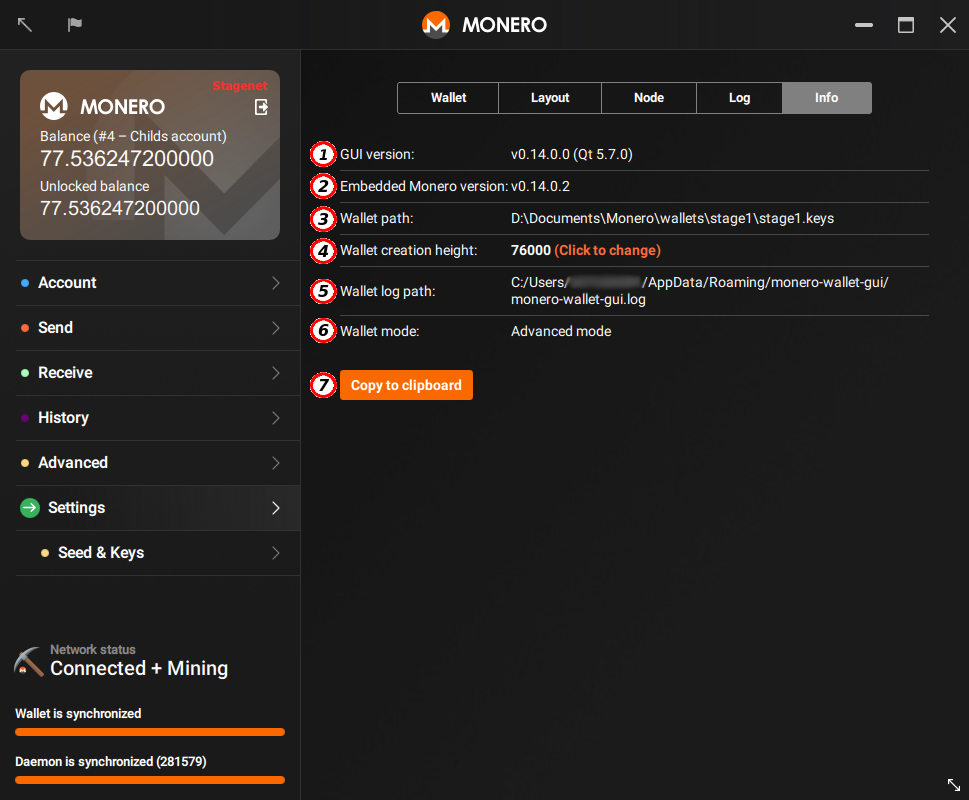 MONERO
Stagenet
MONERO
Balance (#4 – Childs account)
77.536247200000
Unlocked balance
77.536247200000
Account
Send
Receive
History
Advanced
Settings
Seed & Keys
Network status
Connected + Mining
Wallet is synchronized
Daemon is synchronized (281579)
Wallet Layout Node Log Info
1 GUI version: v0.14.0.0 (Qt 5.7.0)
2 Embedded Monero version: v0.14.0.2
3 Wallet path: D:\Documents\Monero\wallets\stage1\stage1.keys
4 Wallet creation height: 76000 (Click to change)
5 Wallet log path: C:/Users/ /AppData/Roaming/monero-wallet-gui/
monero-wallet-gui.log
6 Wallet mode: Advanced mode
7 Copy to clipboard